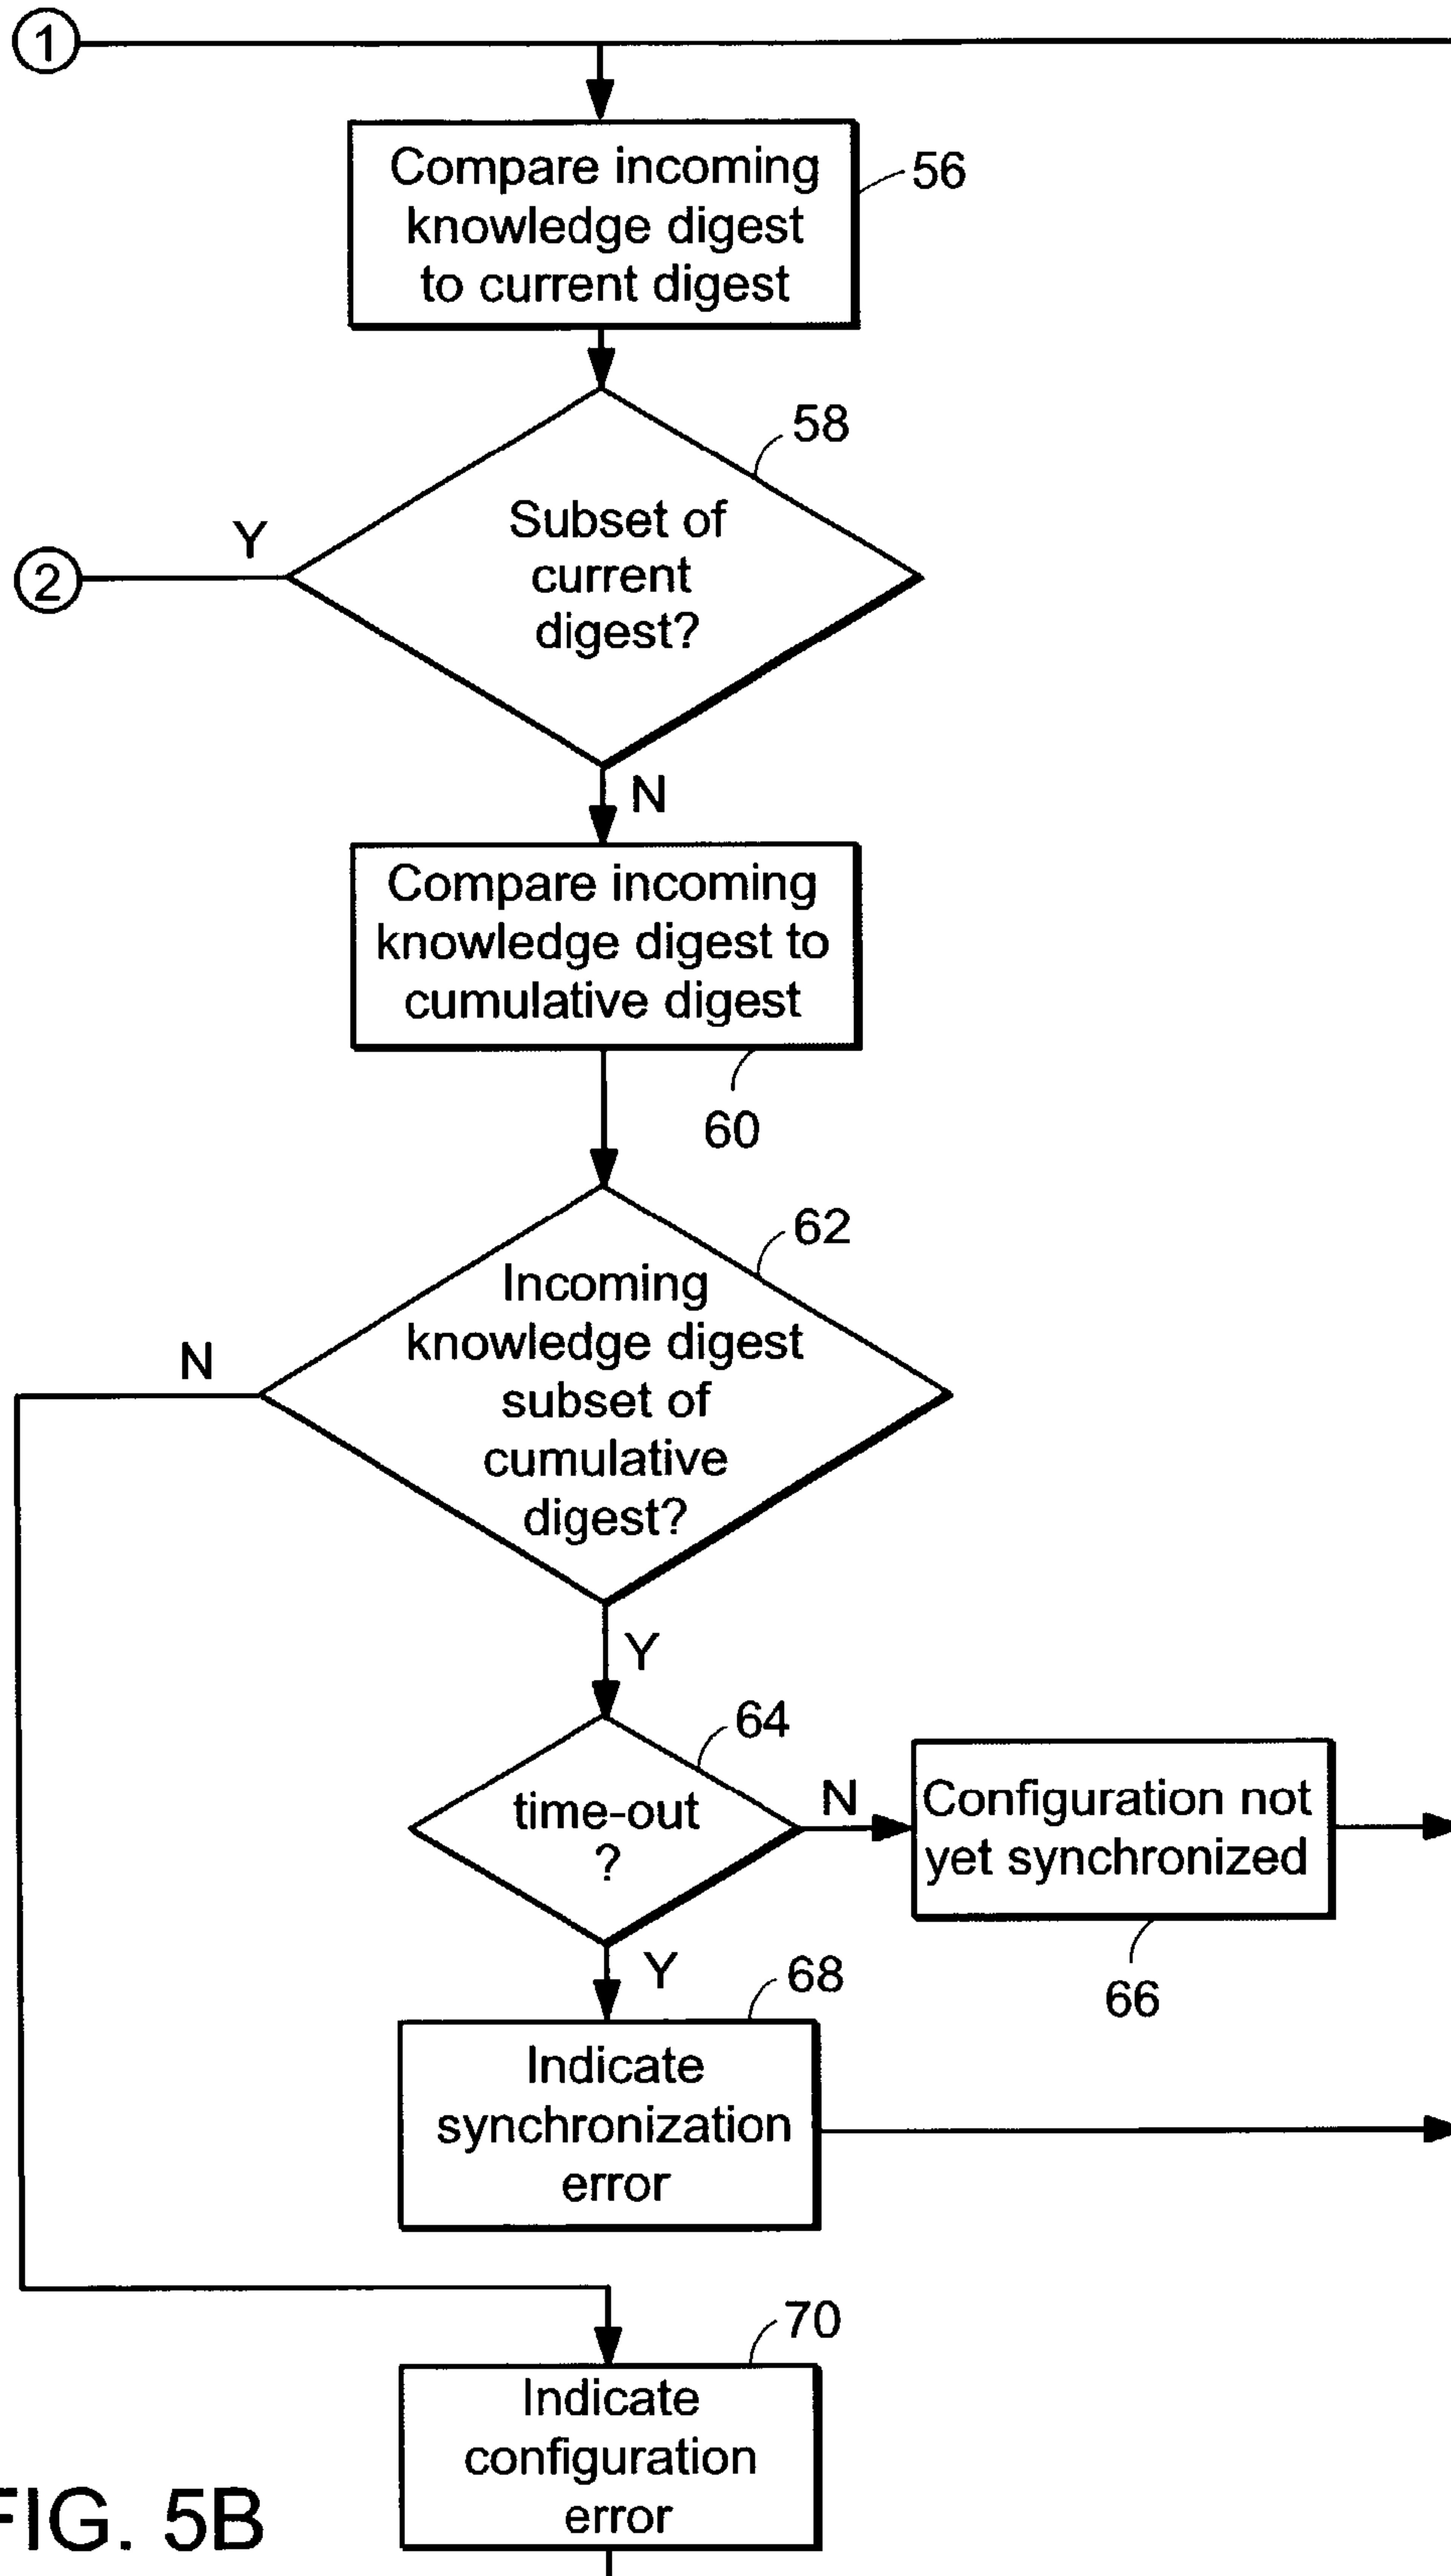 1
Compare incoming
knowledge digest
to current digest
56
58
Subset of
current
digest?
Y
2
N
Compare incoming
knowledge digest to
cumulative digest
60
62
Incoming
knowledge digest
subset of
cumulative
digest?
N
Y
64
time-out
?
N
Configuration not
yet synchronized
66
Y
68
Indicate
synchronization
error
70
Indicate
configuration
error
FIG. 5B